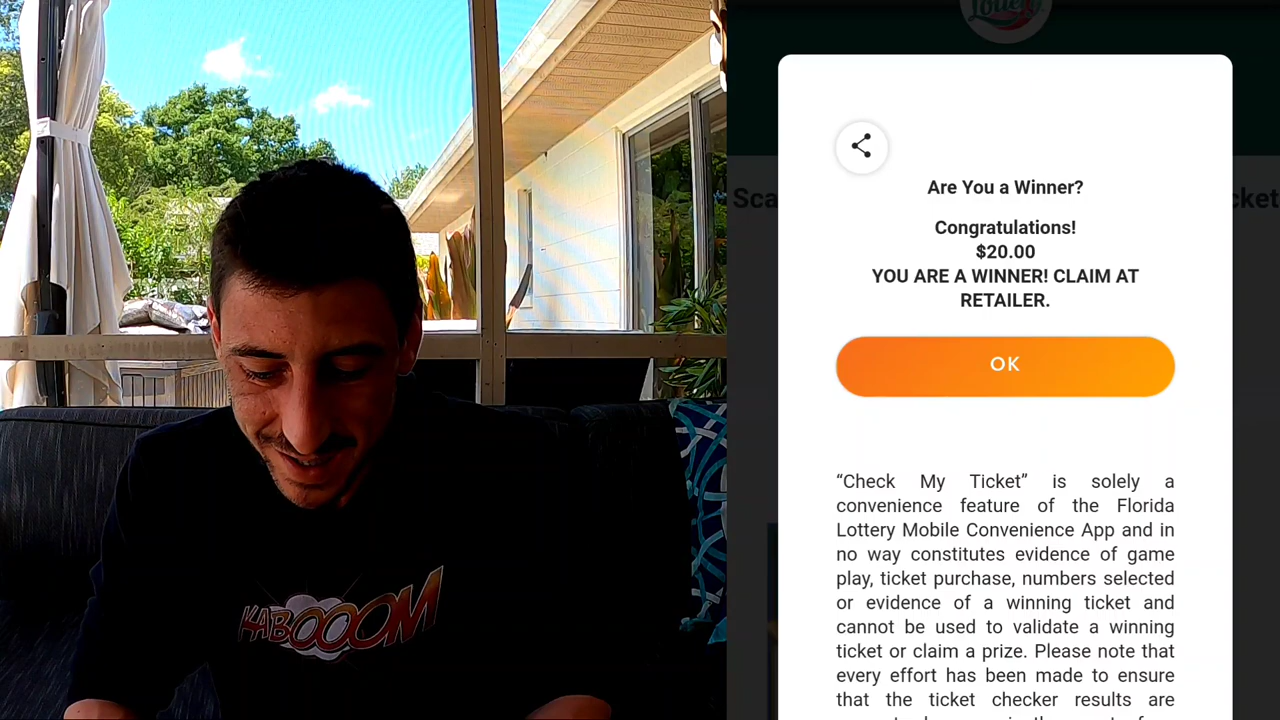 KABOOOM
Lottery
Sca
cket
Are You a Winner?
Congratulations!
$20.00
YOU ARE A WINNER! CLAIM AT
RETAILER.
OK
“Check My Ticket” is solely a
convenience feature of the Florida
Lottery Mobile Convenience App and in
no way constitutes evidence of game
play, ticket purchase, numbers selected
or evidence of a winning ticket and
cannot be used to validate a winning
ticket or claim a prize. Please note that
every effort has been made to ensure
that the ticket checker results are